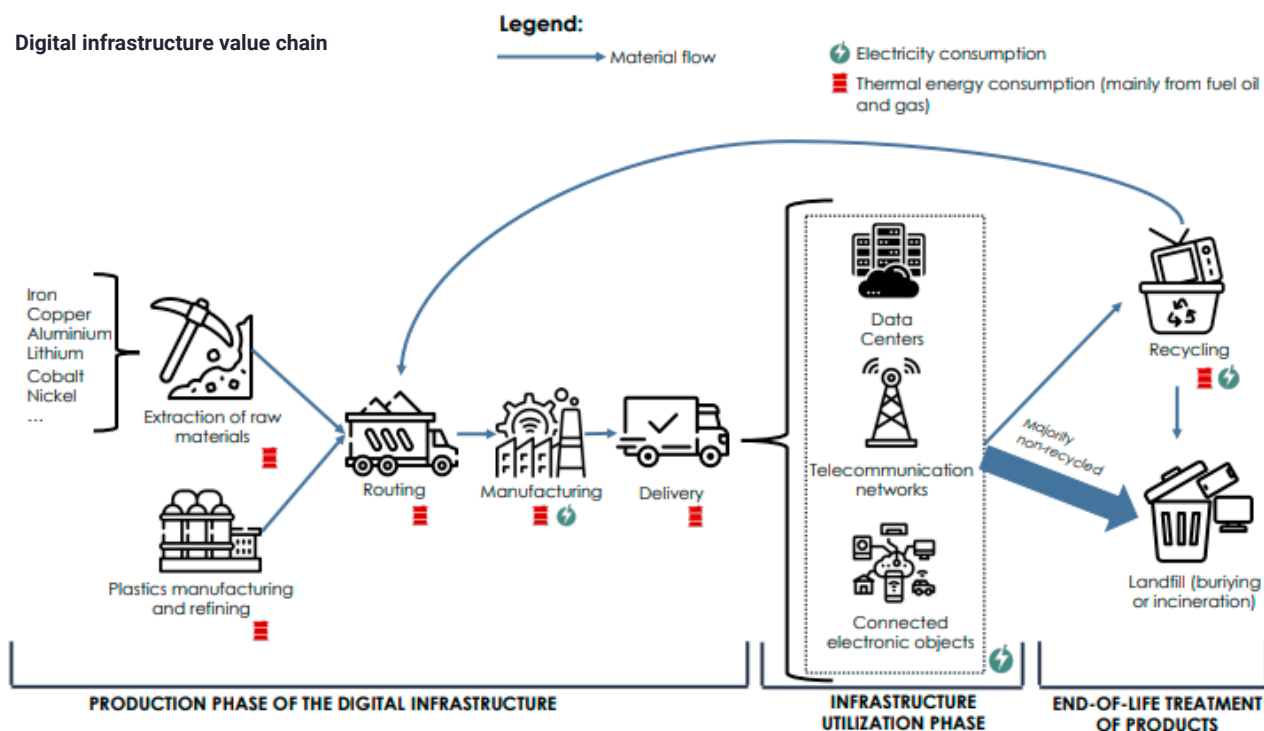 Digital infrastructure value chain
Legend:
Material flow
Electricity consumption
Thermal energy consumption (mainly from fuel oil
and gas)
Iron
Copper
Aluminium
Lithium
Cobalt
Nickel
...
Extraction of raw
materials
Plastics manufacturing
and refining
Routing
Manufacturing
Delivery
Data
Centers
Telecommunication
networks
Connected
electronic objects
Majority
non-recycled
Recycling
Landfill (buriying
or incineration)
PRODUCTION PHASE OF THE DIGITAL INFRASTRUCTURE
INFRASTRUCTURE
UTILIZATION PHASE
END-OF-LIFE TREATMENT
OF PRODUCTS